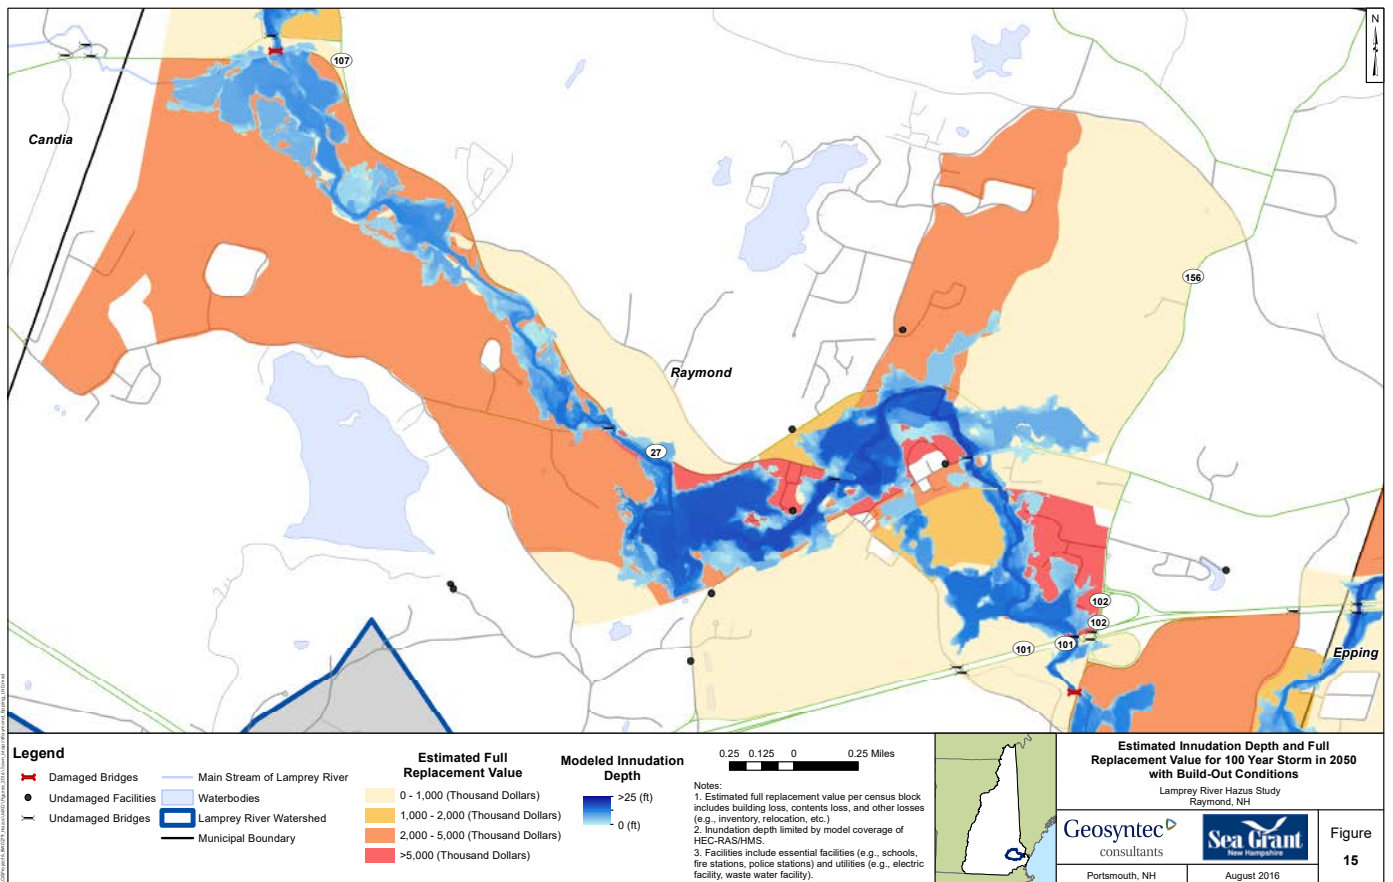 N
107
Candia
156
Raymond
27
102
102
101
101
Epping
Legend
Damaged Bridges
Undamaged Facilities
Undamaged Bridges
Main Stream of Lamprey River
Waterbodies
Lamprey River Watershed
Municipal Boundary
Estimated Full
Replacement Value
0 - 1,000 (Thousand Dollars)
1,000 - 2,000 (Thousand Dollars)
2,000 - 5,000 (Thousand Dollars)
>5,000 (Thousand Dollars)
Modeled Innudation
Depth
>25 (ft)
0 (ft)
0.25 0.125 0 0.25 Miles
Notes:
1. Estimated full replacement value per census block
includes building loss, contents loss, and other losses
(e.g., inventory, relocation, etc.)
2. Inundation depth limited by model coverage of
HEC-RAS/HMS.
3. Facilities include essential facilities (e.g., schools,
fire stations, police stations) and utilities (e.g., electric
facility, waste water facility).
Estimated Innudation Depth and Full
Replacement Value for 100 Year Storm in 2050
with Build-Out Conditions
Lamprey River Hazus Study
Raymond, NH
Geosyntec
consultants
Sea Grant
New Hampshire
Figure
15
Portsmouth, NH
August 2016